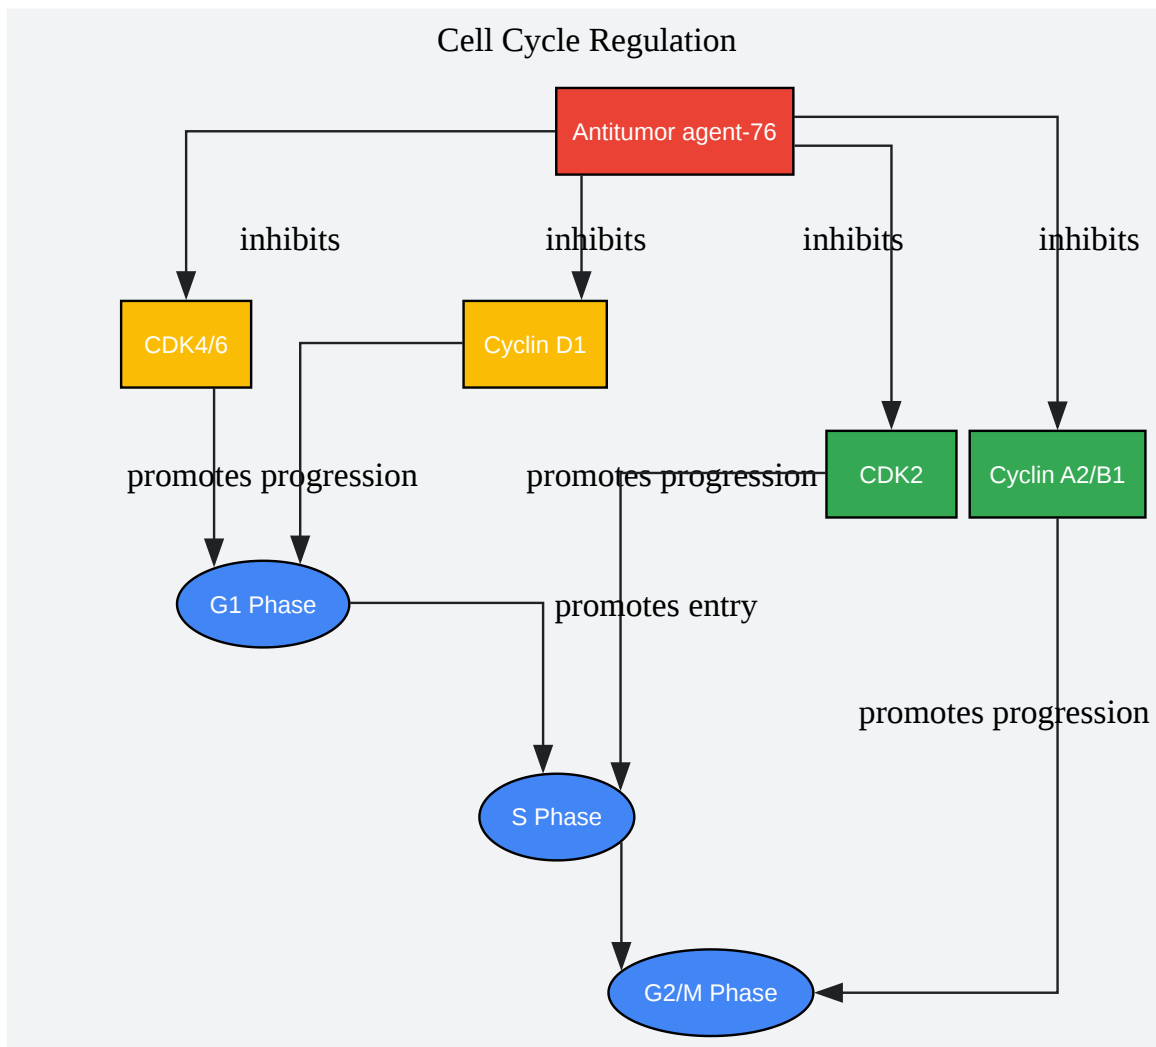 Cell Cycle Regulation
Antitumor agent-76
inhibits
inhibits
inhibits
inhibits
CDK4/6
Cyclin D1
promotes progression
promotes progression
CDK2
Cyclin A2/B1
G1 Phase
promotes entry
promotes progression
S Phase
G2/M Phase